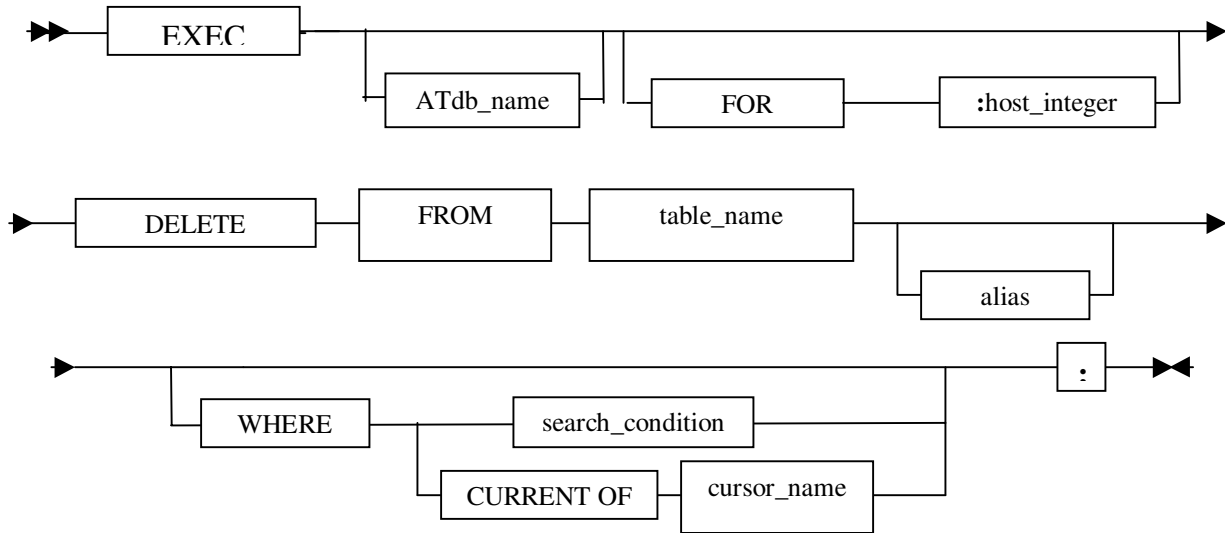 EXEC
ATdb_name
FOR
:host_integer
DELETE
FROM
table_name
alias
WHERE
search_condition
CURRENT OF
cursor_name
: